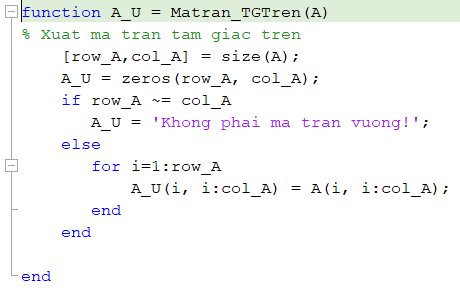 function A_U = Matran_TGTren(A)
% Xuat ma tran tam giac tren
[row_A,col_A] = size(A);
A_U = zeros(row_A, col_A);
if row_A ~= col_A
A_U = 'Khong phai ma tran vuong!';
else
for i=1:row_A
A_U(i, i:col_A) = A(i, i:col_A);
end
end
end